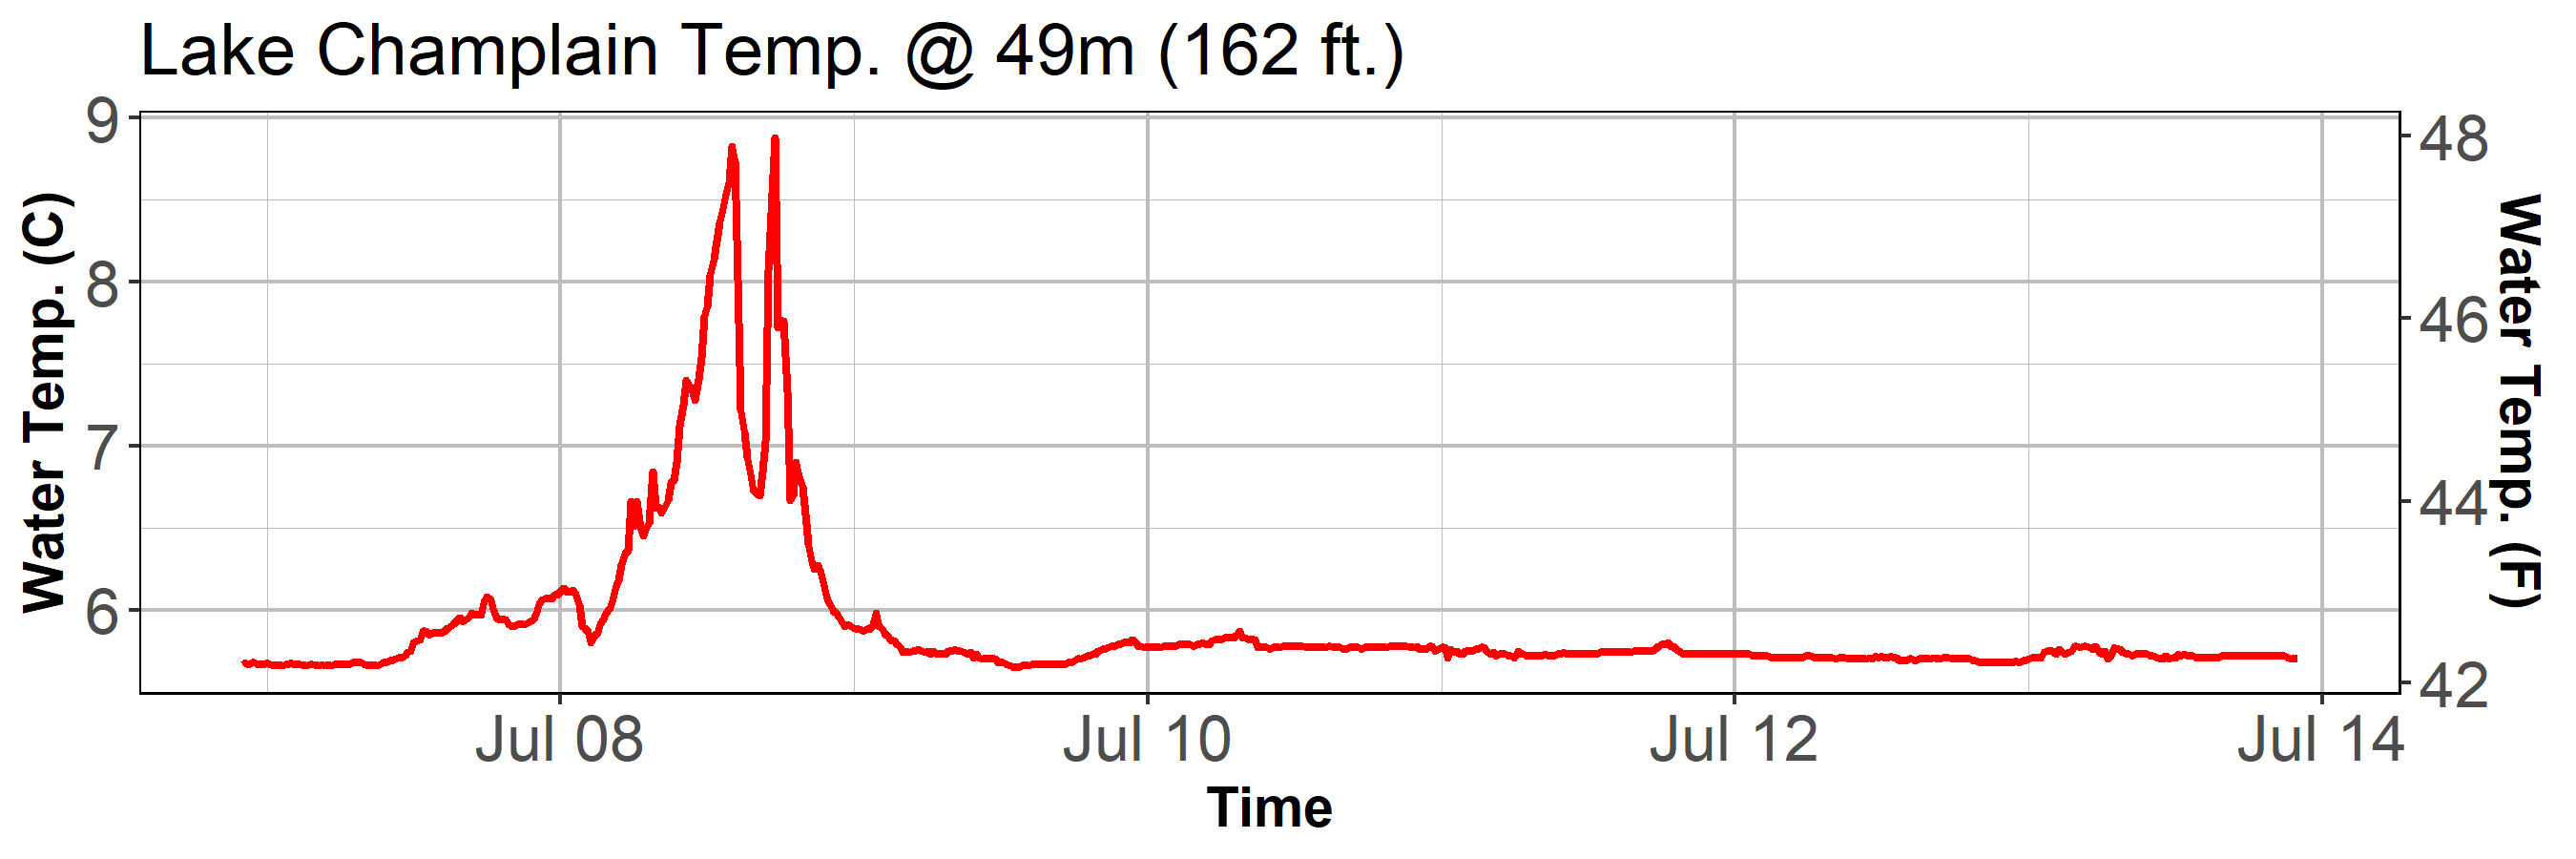 Lake Champlain Temp. @ 49m (162 ft.)
Water Temp. (C)
9
8
7
6
48
46
44
42
Water Temp. (F)
Jul 08 Jul 10 Jul 12 Jul 14
Time